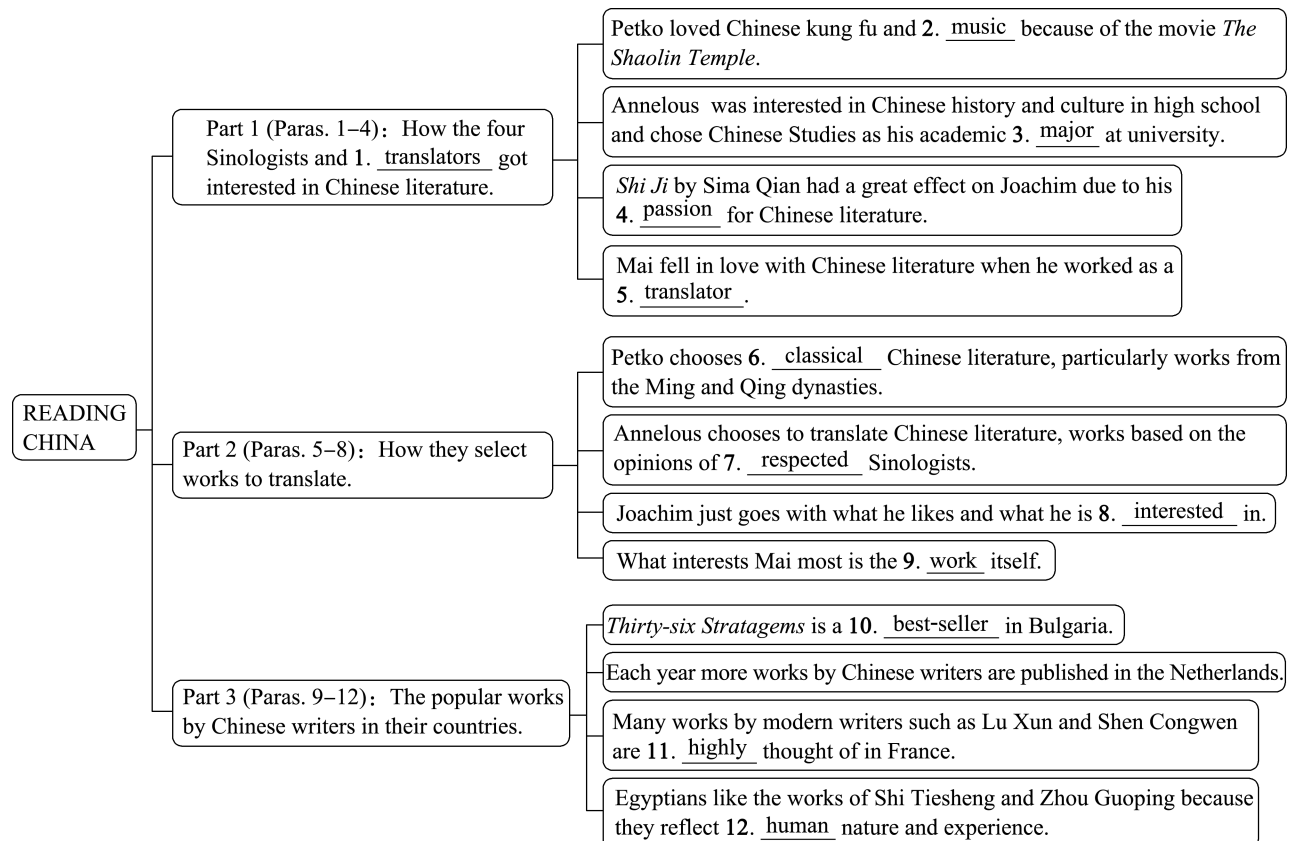 READING
CHINA
Part 1 (Paras. 1–4)： How the four
Sinologists and 1. translators got
interested in Chinese literature.
Petko loved Chinese kung fu and 2. music because of the movie The
Shaolin Temple.
Annelous was interested in Chinese history and culture in high school
and chose Chinese Studies as his academic 3. major at university.
Shi Ji by Sima Qian had a great effect on Joachim due to his
4. passion for Chinese literature.
Mai fell in love with Chinese literature when he worked as a
5. translator.
Part 2 (Paras. 5–8)： How they select
works to translate.
Petko chooses 6. classical Chinese literature, particularly works from
the Ming and Qing dynasties.
Annelous chooses to translate Chinese literature, works based on the
opinions of 7. respected Sinologists.
Joachim just goes with what he likes and what he is 8. interested in.
What interests Mai most is the 9. work itself.
Part 3 (Paras. 9–12)： The popular works
by Chinese writers in their countries.
Thirty-six Stratagems is a 10. best-seller in Bulgaria.
Each year more works by Chinese writers are published in the Netherlands.
Many works by modern writers such as Lu Xun and Shen Congwen
are 11. highly thought of in France.
Egyptians like the works of Shi Tiesheng and Zhou Guoping because
they reflect 12. human nature and experience.